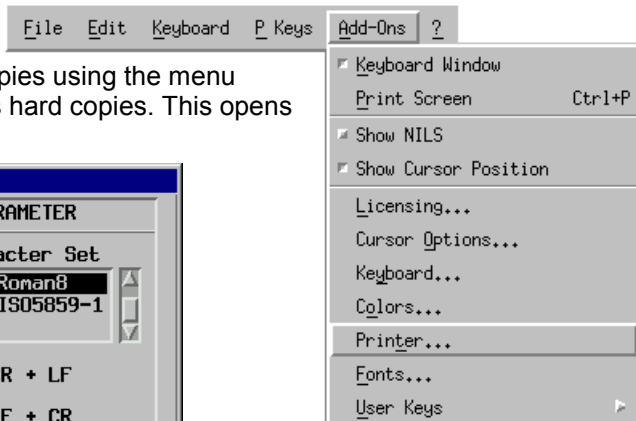 File Edit Keyboard P Keys Add-Ons ?
pies using the menu
hard copies. This opens
RAMETER
acter Set
Roman8
ISO5859-1
R + LF
F + CR
Keyboard Window
Print Screen Ctrl+P
Show NILS
Show Cursor Position
Licensing...
Cursor Options...
Keyboard...
Colors...
Printer...
Fonts...
User Keys